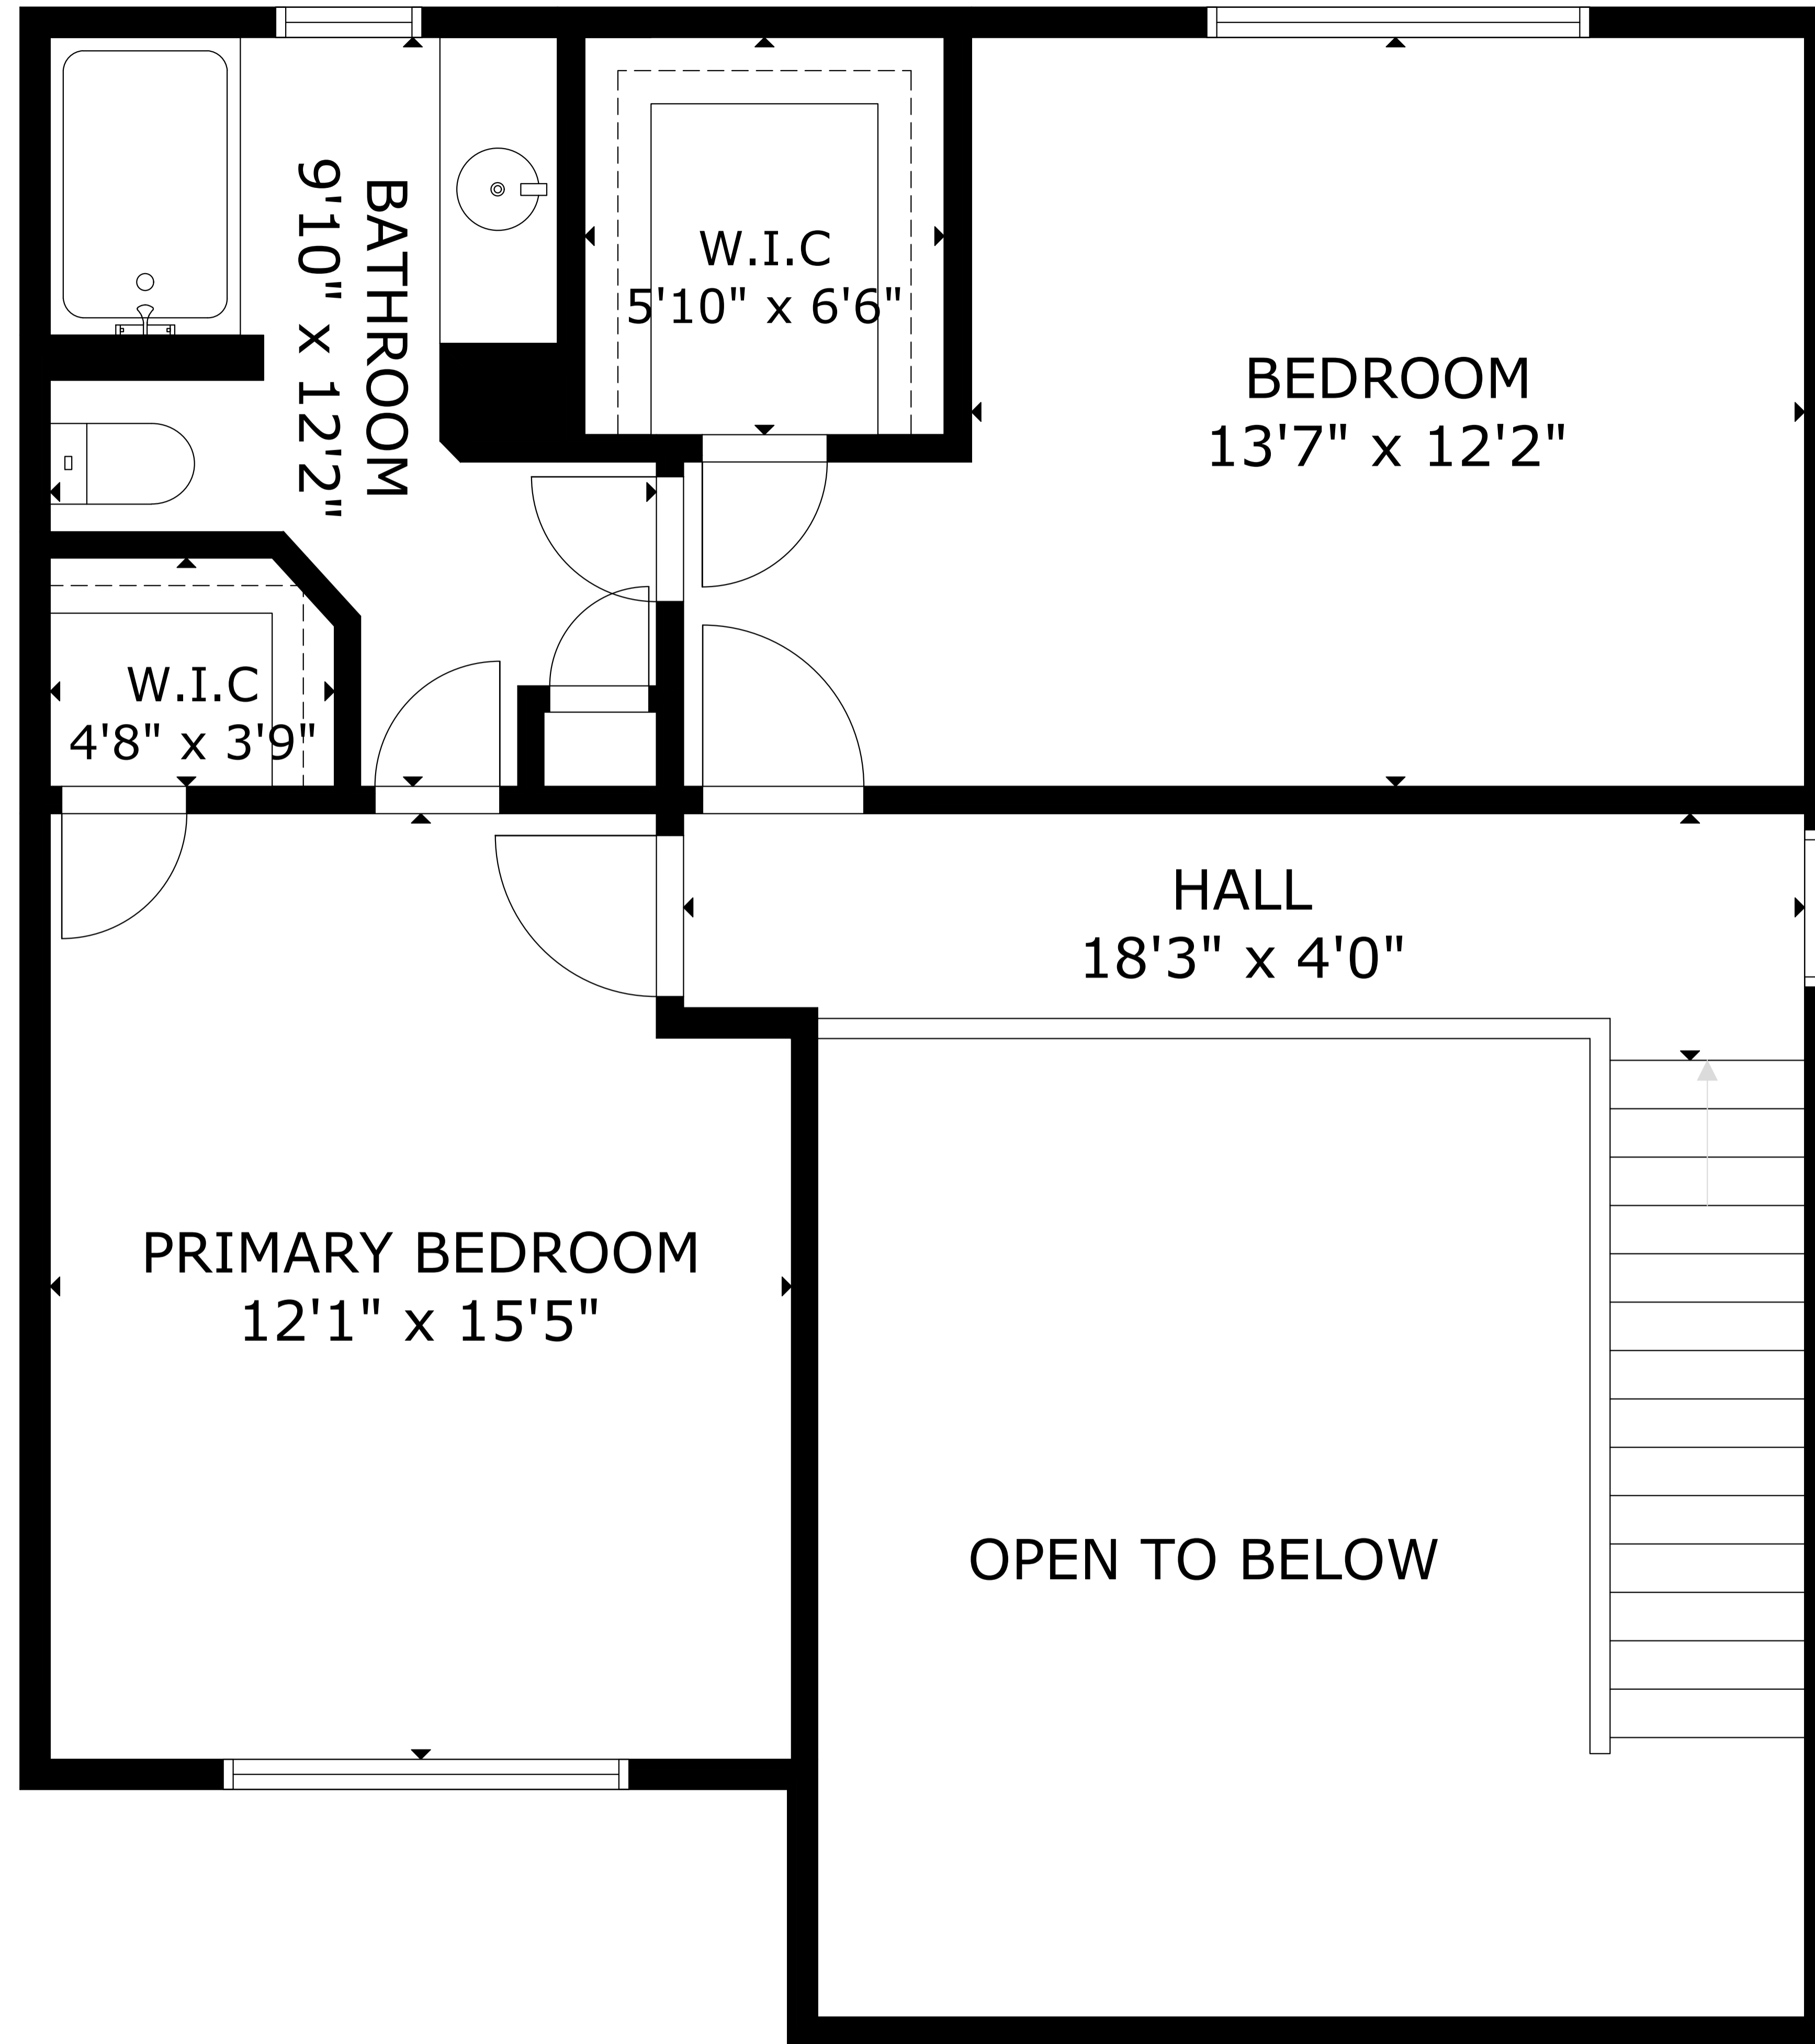 BATHROOM
9'10" x 12'2"
W.I.C
5'10" x 6'6"
BEDROOM
13'7" x 12'2"
W.I.C
4'8" x 3'9"
HALL
18'3" x 4'0"
PRIMARY BEDROOM
12'1" x 15'5"
OPEN TO BELOW